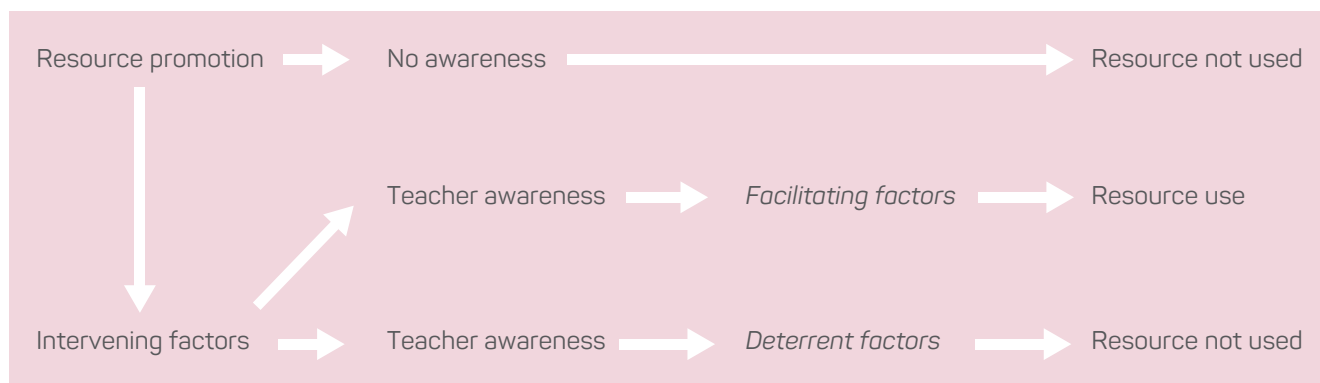 Resource promotion No awareness Resource not used
Teacher awareness Facilitating factors Resource use
Intervening factors Teacher awareness Deterrent factors Resource not used